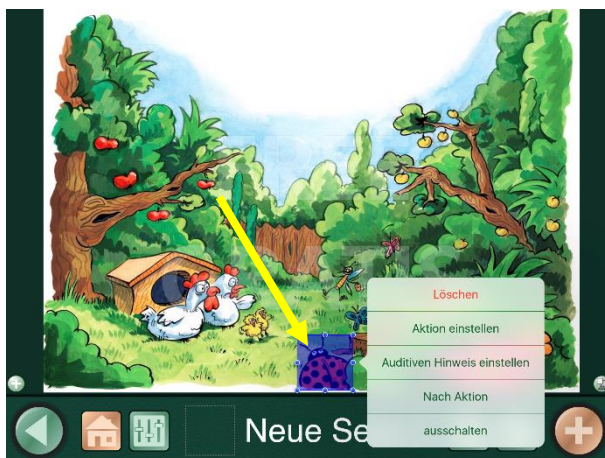 Löschen
Aktion einstellen
Auditiven Hinweis einstellen
Nach Aktion
ausschalten
Neue Se